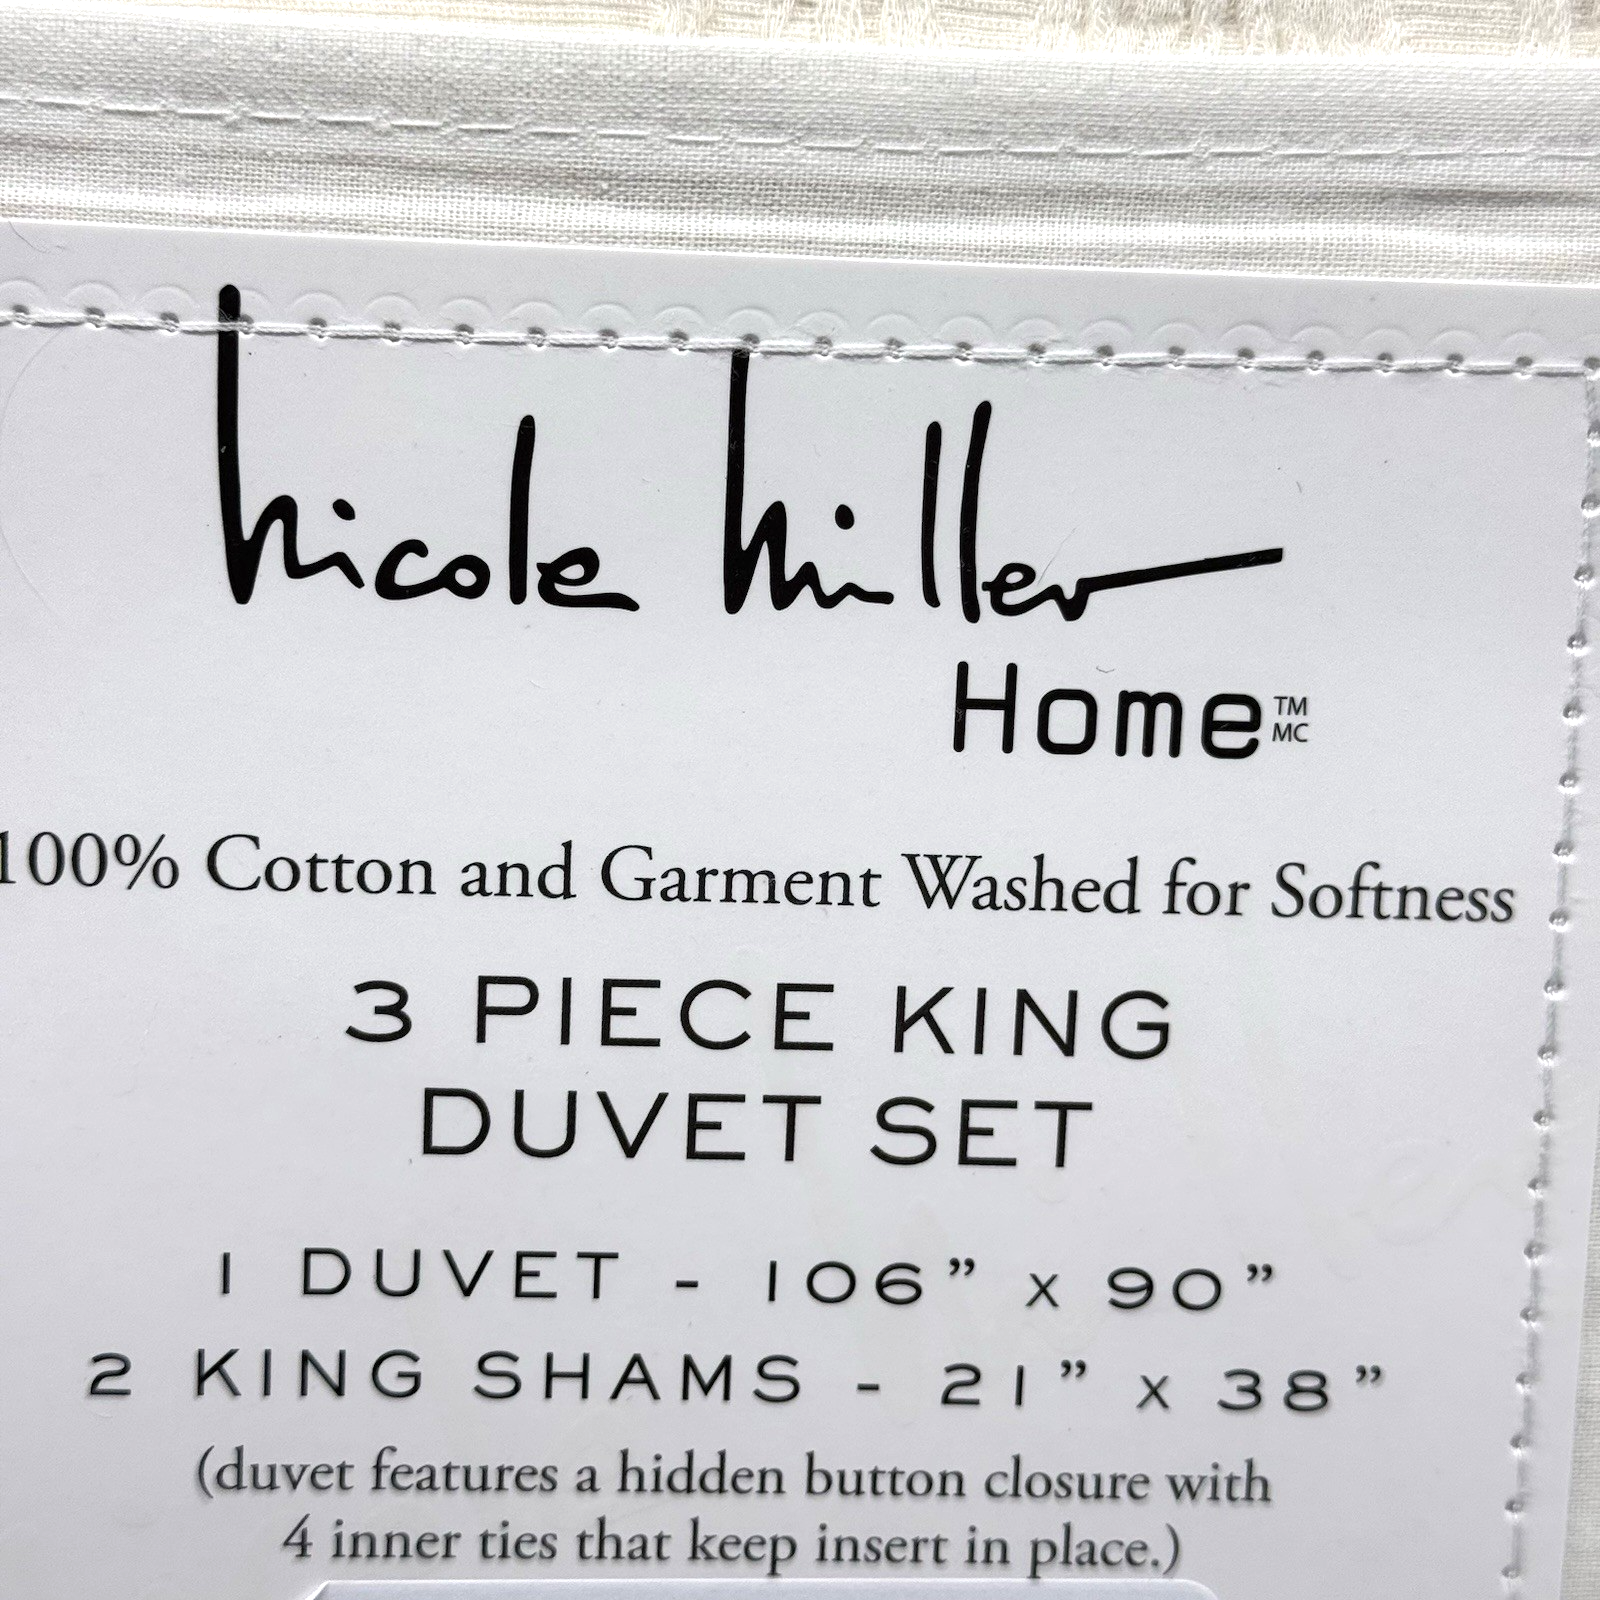 Nicole Miller
Home TM MC
100% Cotton and Garment Washed for Softness
3 PIECE KING
DUVET SET
1 DUVET - 106” x 90”
2 KING SHAMS - 21” x 38”
(duvet features a hidden button closure with
4 inner ties that keep insert in place.)